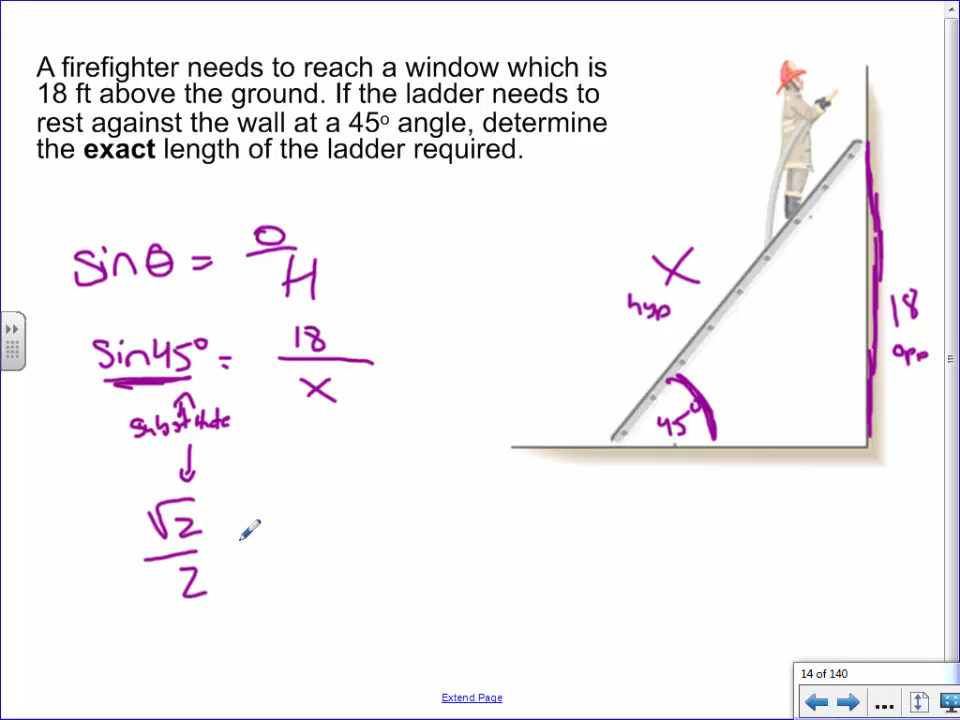 A firefighter needs to reach a window which is
18 ft above the ground. If the ladder needs to
rest against the wall at a 45° angle, determine
the exact length of the ladder required.
sinθ = O/H
sin45° = 18/x
substitute
√2/2
x
hyp
18
opp
45°
14 of 140
Extend Page